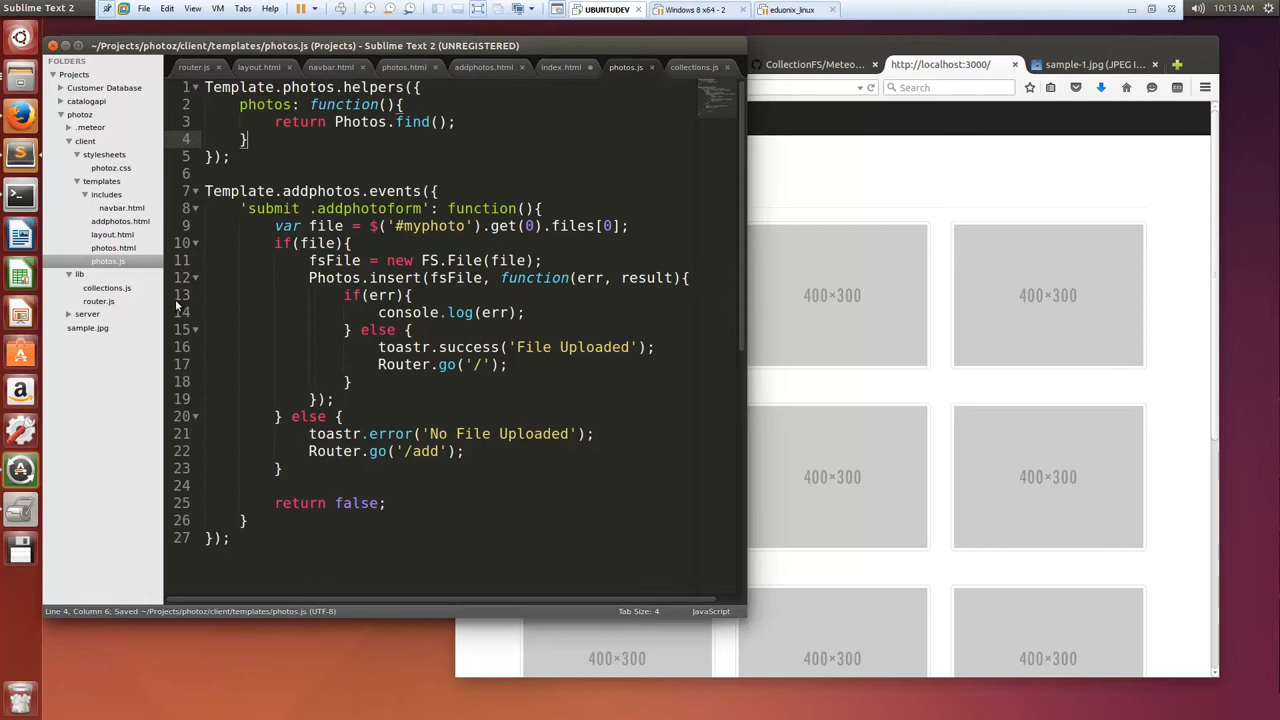 Sublime Text 2
File Edit View VM Tabs Help
UBUNTUDEV
Windows 8 x64 - 2
eduonix_linux
10:13 AM
~/Projects/photoz/client/templates/photos.js (Projects) - Sublime Text 2 (UNREGISTERED)
FOLDERS
Projects
Customer Database
catalogapi
photoz
.meteor
client
stylesheets
photoz.css
templates
includes
navbar.html
addphotos.html
layout.html
photos.html
photos.js
lib
collections.js
router.js
server
sample.jpg
router.js layout.html navbar.html photos.html addphotos.html index.html photos.js collections.js
1 Template.photos.helpers({
2 photos: function(){
3 return Photos.find();
4 }
5 });
6
7 Template.addphotos.events({
8 'submit .addphotoform': function(){
9 var file = $('#myphoto').get(0).files[0];
10 if(file){
11 fsFile = new FS.File(file);
12 Photos.insert(fsFile, function(err, result){
13 if(err){
14 console.log(err);
15 } else {
16 toastr.success('File Uploaded');
17 Router.go('/');
18 }
19 });
20 } else {
21 toastr.error('No File Uploaded');
22 Router.go('/add');
23 }
24
25 return false;
26 }
27 });
Line 4, Column 6; Saved ~/Projects/photoz/client/templates/photos.js (UTF-8)
Tab Size: 4
JavaScript
CollectionFS/Meteo...
http://localhost:3000/
sample-1.jpg (JPEG I...
Search
400×300 400×300
400×300 400×300
400×300 400×300 400×300